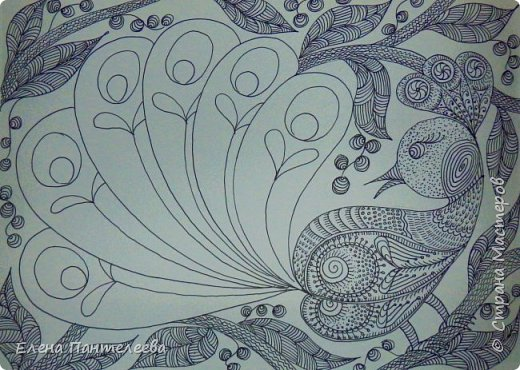 Елена Пантелеева
© Страна Мастеров